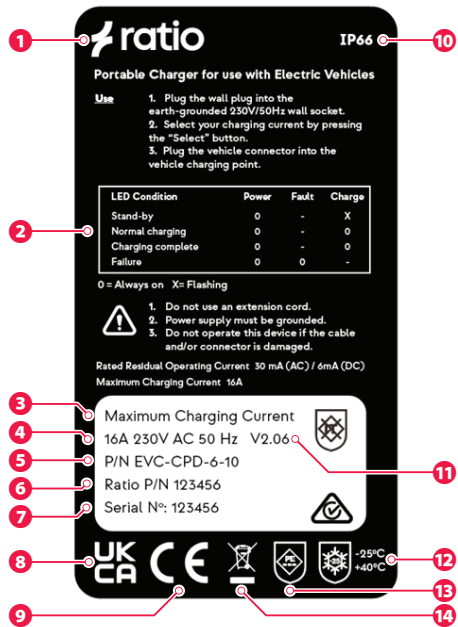 1
ratio
IP66
10
Portable Charger for use with Electric Vehicles
Use
1. Plug the wall plug into the
earth-grounded 230V/50Hz wall socket.
2. Select your charging current by pressing
the “Select” button.
3. Plug the vehicle connector into the
vehicle charging point.
LED Condition Power Fault Charge
Stand-by 0 - X
2
Normal charging 0 - 0
Charging complete 0 - 0
Failure 0 0 -
0 = Always on X= Flashing
1. Do not use an extension cord.
2. Power supply must be grounded.
3. Do not operate this device if the cable
and/or connector is damaged.
Rated Residual Operating Current 30 mA (AC) / 6mA (DC)
Maximum Charging Current 16A
3
Maximum Charging Current
4
16A 230V AC 50 Hz V2.06
5
P/N EVC-CPD-6-10
11
6
Ratio P/N 123456
7
Serial Nº: 123456
8
UK
CA
CE
PE
-25
-25ºC
+40ºC
12
13
9
14